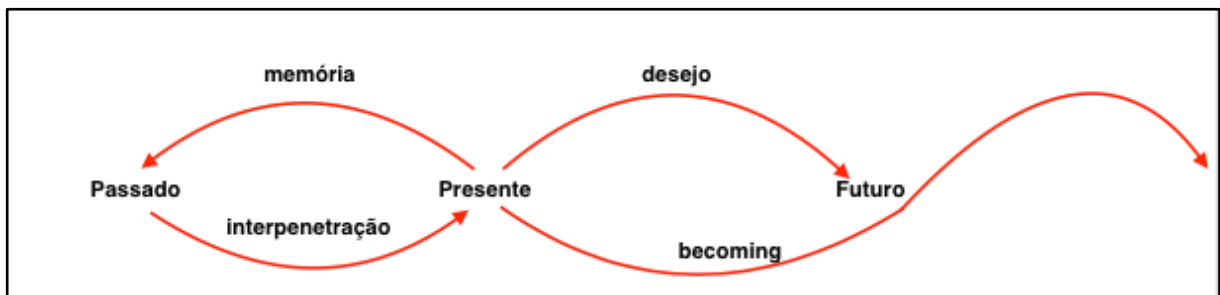 memória
desejo
Passado
Presente
Futuro
interpenetração
becoming